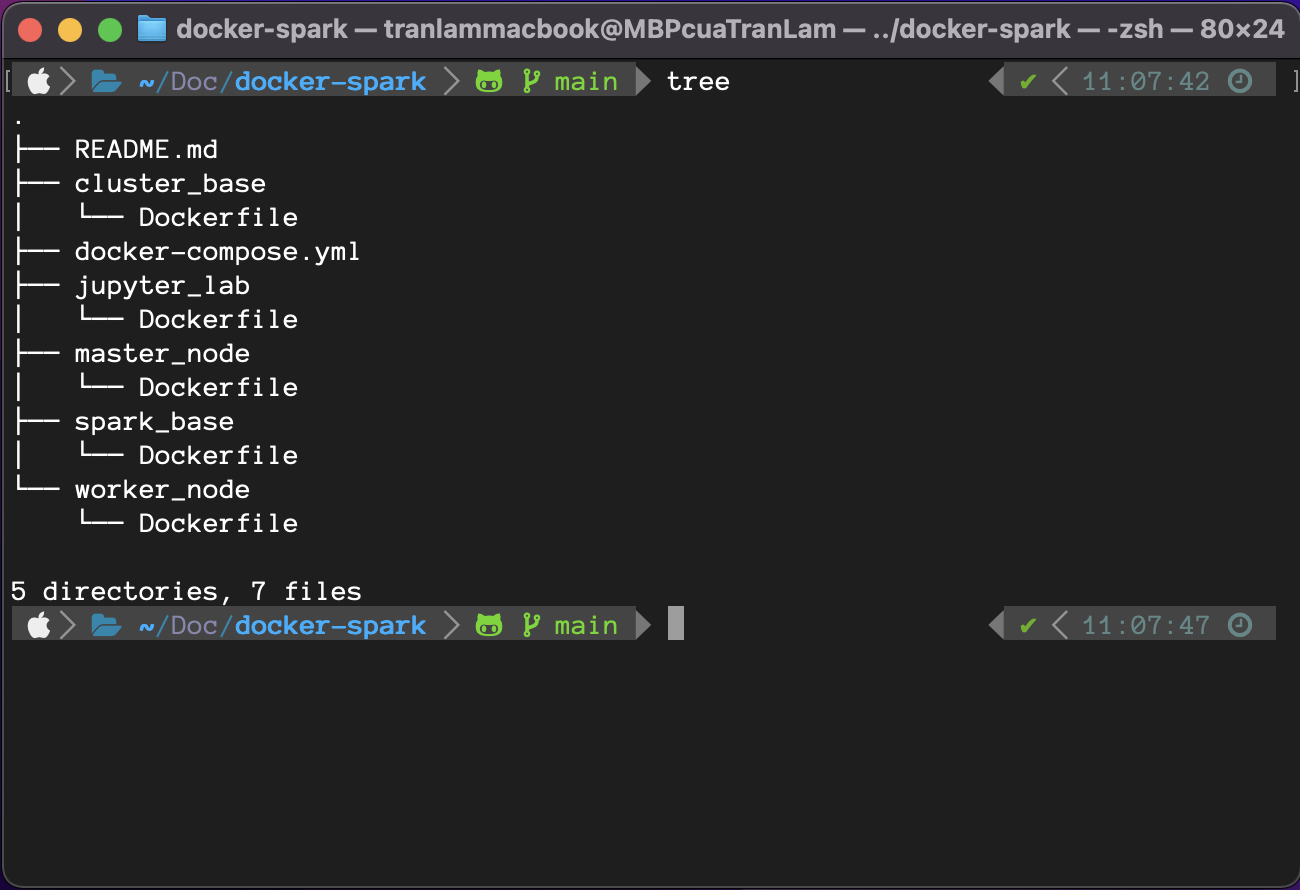 docker-spark — tranlammacbook@MBPcuaTranLam — ../docker-spark — -zsh — 80×24
~/Doc/docker-spark main tree ✔ 11:07:42
.
├── README.md
├── cluster_base
│   └── Dockerfile
├── docker-compose.yml
├── jupyter_lab
│   └── Dockerfile
├── master_node
│   └── Dockerfile
├── spark_base
│   └── Dockerfile
└── worker_node
    └── Dockerfile
5 directories, 7 files
~/Doc/docker-spark main ✔ 11:07:47